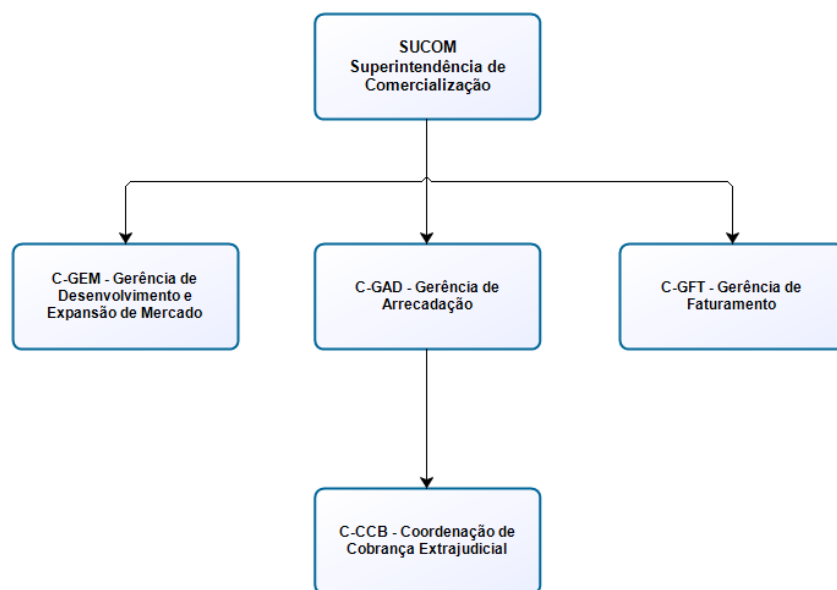 SUCOM
Superintendência de
Comercialização
C-GEM - Gerência de
Desenvolvimento e
Expansão de Mercado
C-GAD - Gerência de
Arrecadação
C-GFT - Gerência de
Faturamento
C-CCB - Coordenação de
Cobrança Extrajudicial